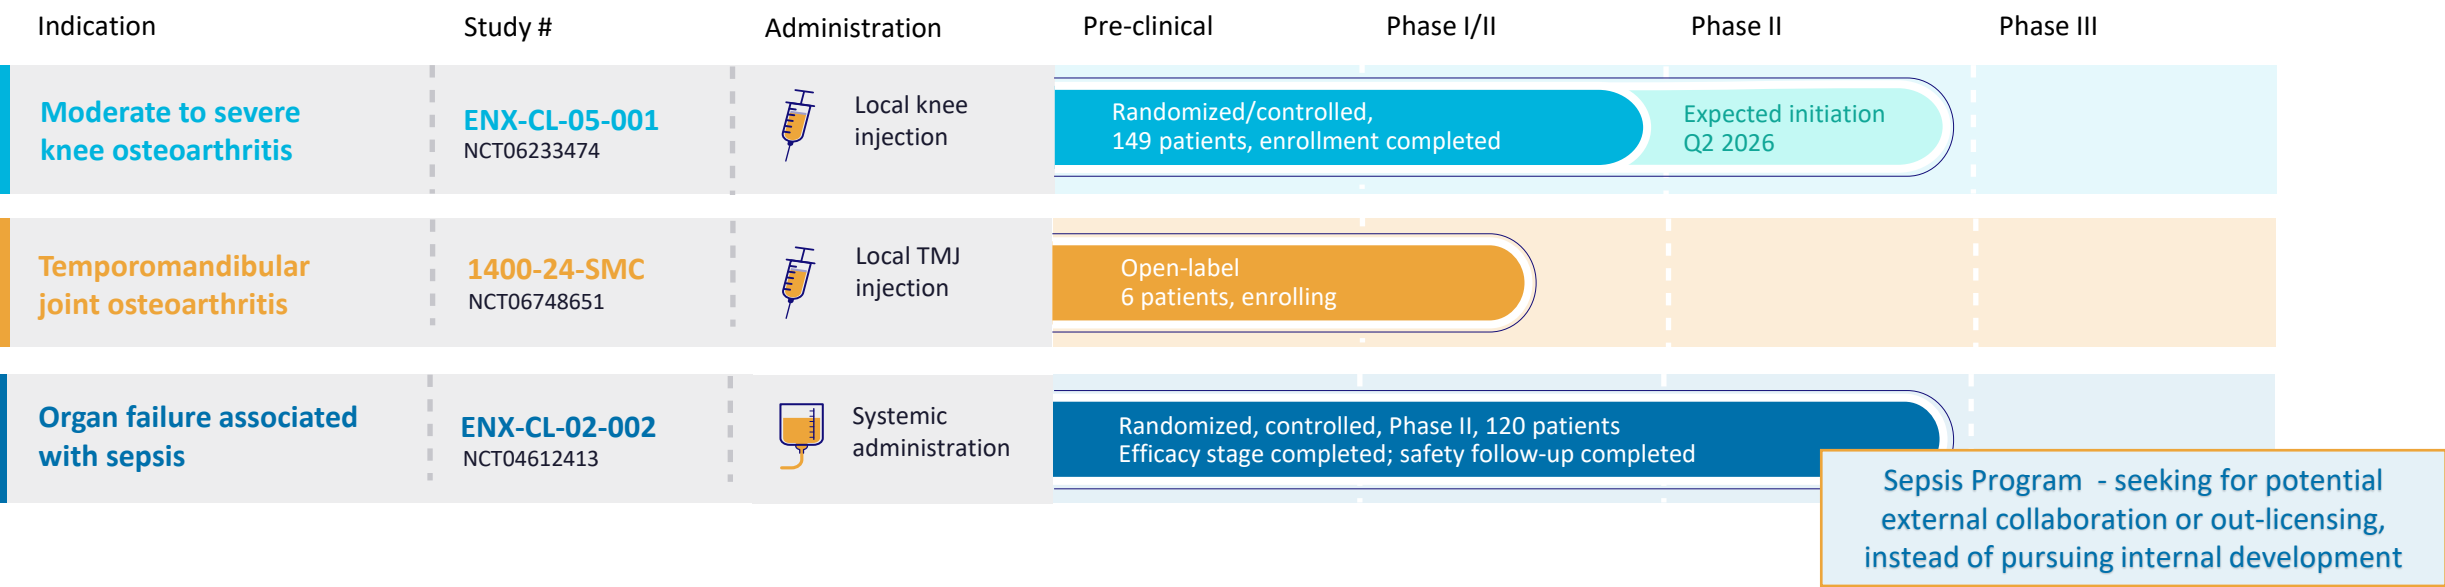 Indication Study # Administration Pre-clinical Phase I/II Phase II Phase III
Moderate to severe
knee osteoarthritis
ENX-CL-05-001
NCT06233474
Local knee
injection
Randomized/controlled,
149 patients, enrollment completed
Expected initiation
Q2 2026
Temporomandibular
joint osteoarthritis
1400-24-SMC
NCT06748651
Local TMJ
injection
Open-label
6 patients, enrolling
Organ failure associated
with sepsis
ENX-CL-02-002
NCT04612413
Systemic
administration
Randomized, controlled, Phase II, 120 patients
Efficacy stage completed; safety follow-up completed
Sepsis Program  - seeking for potential
external collaboration or out-licensing,
instead of pursuing internal development